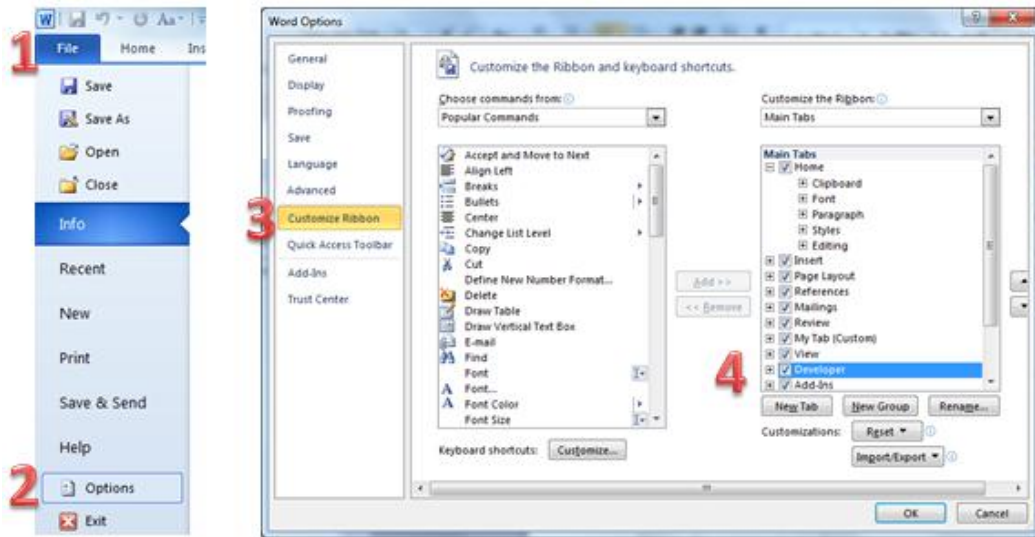 W
1
File Home Ins
Save
Save As
Open
Close
Info
Recent
New
Print
Save & Send
Help
2
Options
Exit
Word Options
General
Display
Proofing
Save
Language
Advanced
3
Customize Ribbon
Quick Access Toolbar
Add-Ins
Trust Center
Customize the Ribbon and keyboard shortcuts.
Choose commands from:
Popular Commands
Accept and Move to Next
Align Left
Breaks
Bullets
Center
Change List Level
Copy
Cut
Define New Number Format...
Delete
Draw Table
Draw Vertical Text Box
E-mail
Find
Font
Font...
Font Color
Font Size
Keyboard shortcuts: Customize...
Add >>
<< Remove
Customize the Ribbon:
Main Tabs
Main Tabs
Home
Clipboard
Font
Paragraph
Styles
Editing
Insert
Page Layout
References
Mailings
Review
My Tab (Custom)
View
4
Developer
Add-Ins
New Tab New Group Rename...
Customizations: Reset
Import/Export
OK Cancel